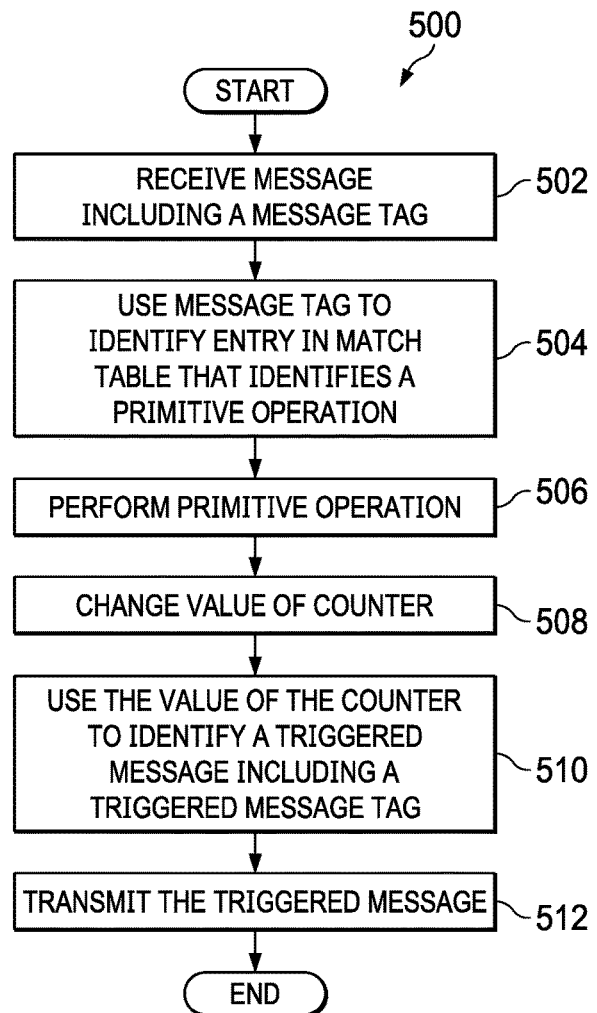 500
START
RECEIVE MESSAGE
INCLUDING A MESSAGE TAG
502
USE MESSAGE TAG TO
IDENTIFY ENTRY IN MATCH
TABLE THAT IDENTIFIES A
PRIMITIVE OPERATION
504
PERFORM PRIMITIVE OPERATION
506
CHANGE VALUE OF COUNTER
508
USE THE VALUE OF THE COUNTER
TO IDENTIFY A TRIGGERED
MESSAGE INCLUDING A
TRIGGERED MESSAGE TAG
510
TRANSMIT THE TRIGGERED MESSAGE
512
END